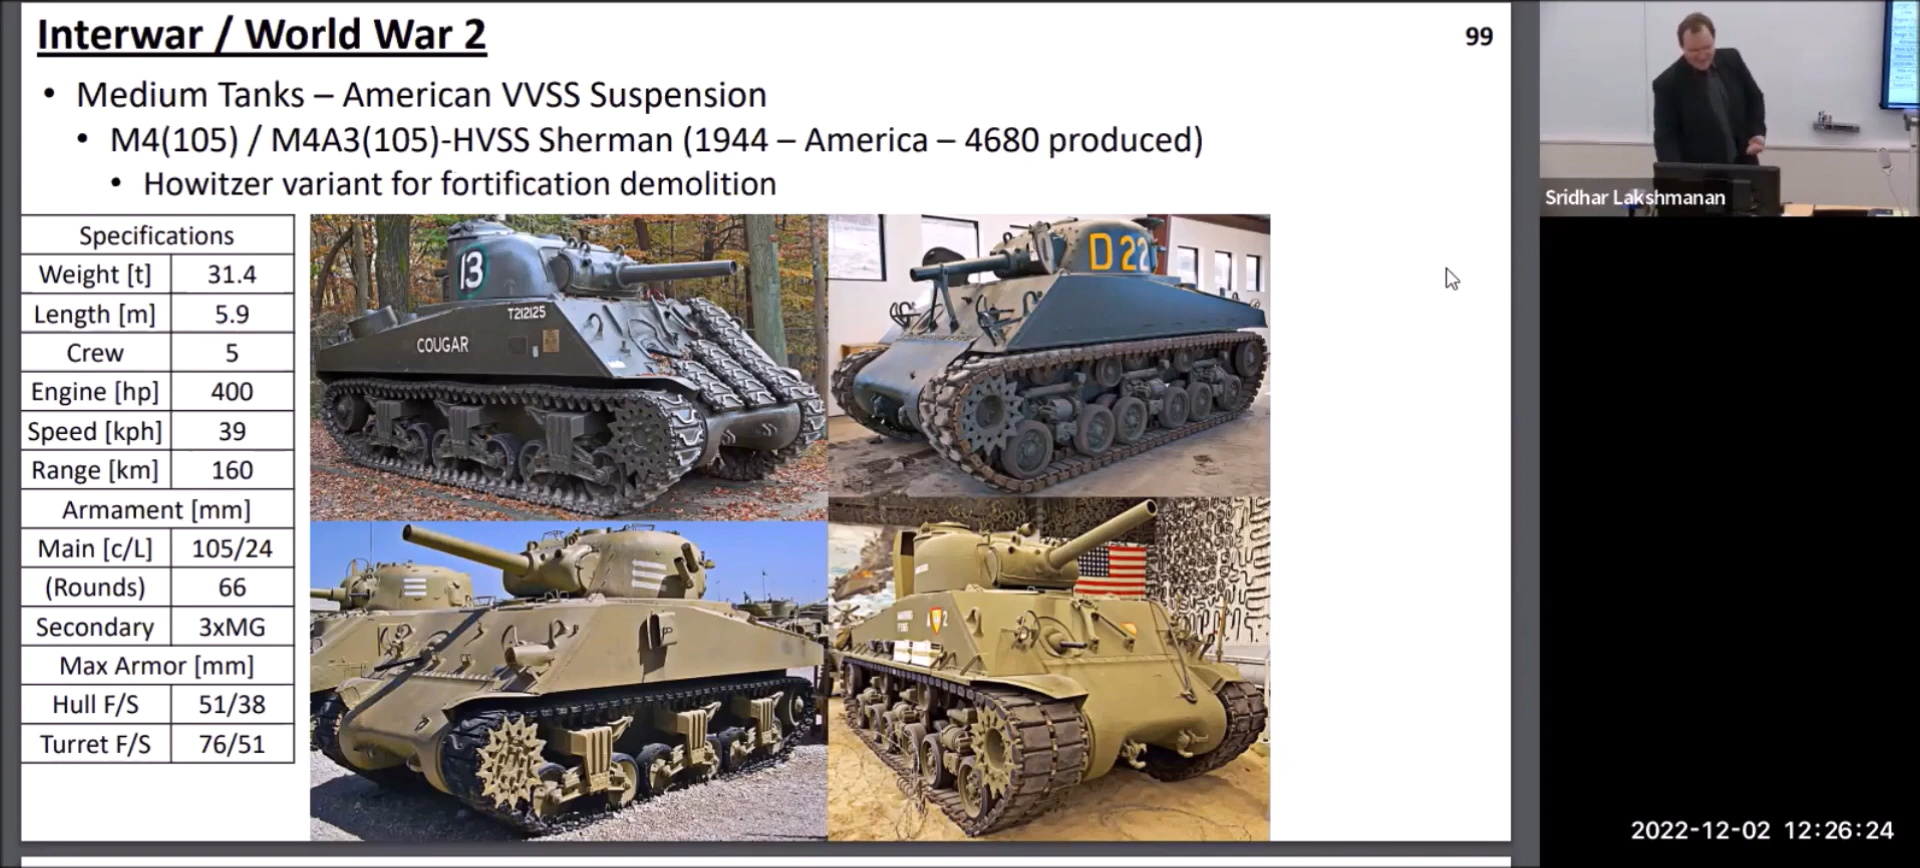 Interwar / World War 2
99
• Medium Tanks – American VVSS Suspension
• M4(105) / M4A3(105)-HVSS Sherman (1944 – America – 4680 produced)
• Howitzer variant for fortification demolition
Specifications
Weight [t] 31.4
Length [m] 5.9
Crew 5
Engine [hp] 400
Speed [kph] 39
Range [km] 160
Armament [mm]
Main [c/L] 105/24
(Rounds) 66
Secondary 3xMG
Max Armor [mm]
Hull F/S 51/38
Turret F/S 76/51
13
T212125
COUGAR
D 22
2
Sridhar Lakshmanan
2022-12-02 12:26:24